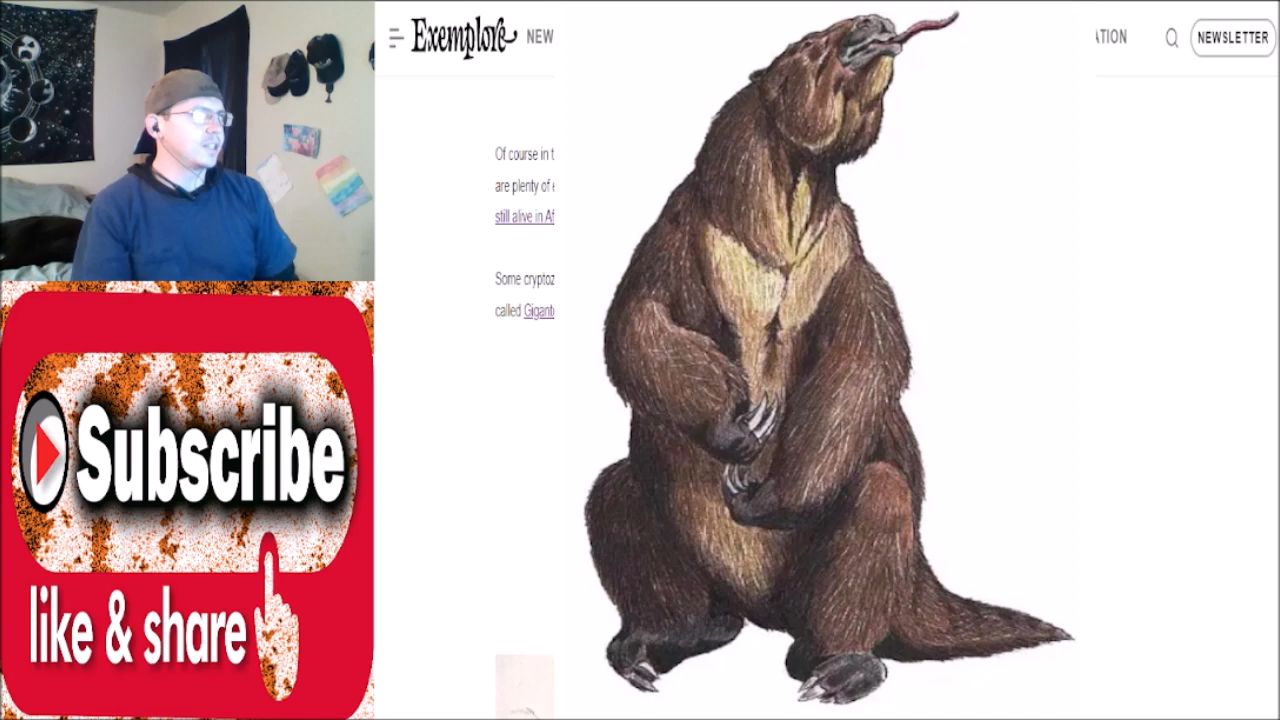 Exemplore
NEW
ATION
NEWSLETTER
Of course in t
are plenty of e
still alive in Af
Some cryptoz
called Giganto
Subscribe
like & share